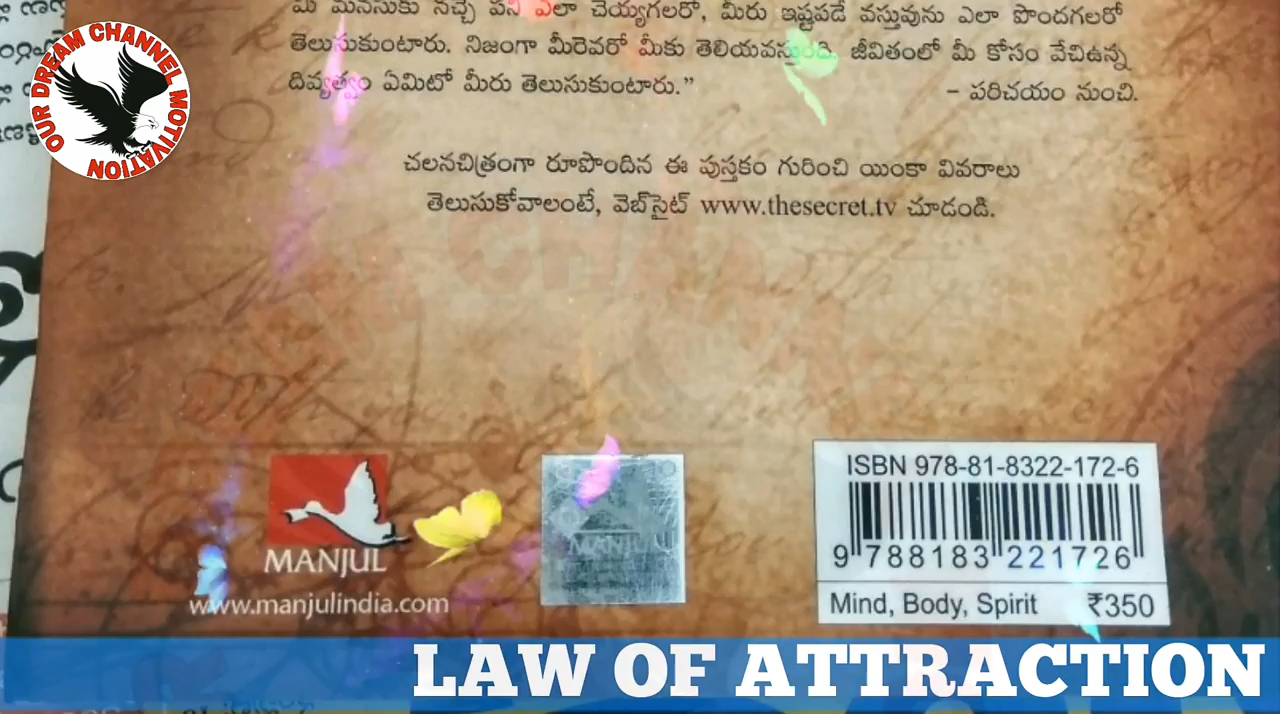 OUR DREAM CHANNEL MOTIVATION
మీ మనసుకు నచ్చే పని ఎలా చెయ్యగలరో, మీరు ఇష్టపడే వస్తువును ఎలా పొందగలరో
తెలుసుకుంటారు. నిజంగా మీరెవరో మీకు తెలియవస్తుంది. జీవితంలో మీ కోసం వేచిఉన్న
దివ్యత్వం ఏమిటో మీరు తెలుసుకుంటారు.”
– పరిచయం నుంచి.
చలనచిత్రంగా రూపొందిన ఈ పుస్తకం గురించి యింకా వివరాలు
తెలుసుకోవాలంటే, వెబ్‌సైట్ www.thesecret.tv చూడండి.
MANJUL
www.manjulindia.com
MANJUL
ISBN 978-81-8322-172-6
9 788183 221726
Mind, Body, Spirit ₹350
LAW OF ATTRACTION